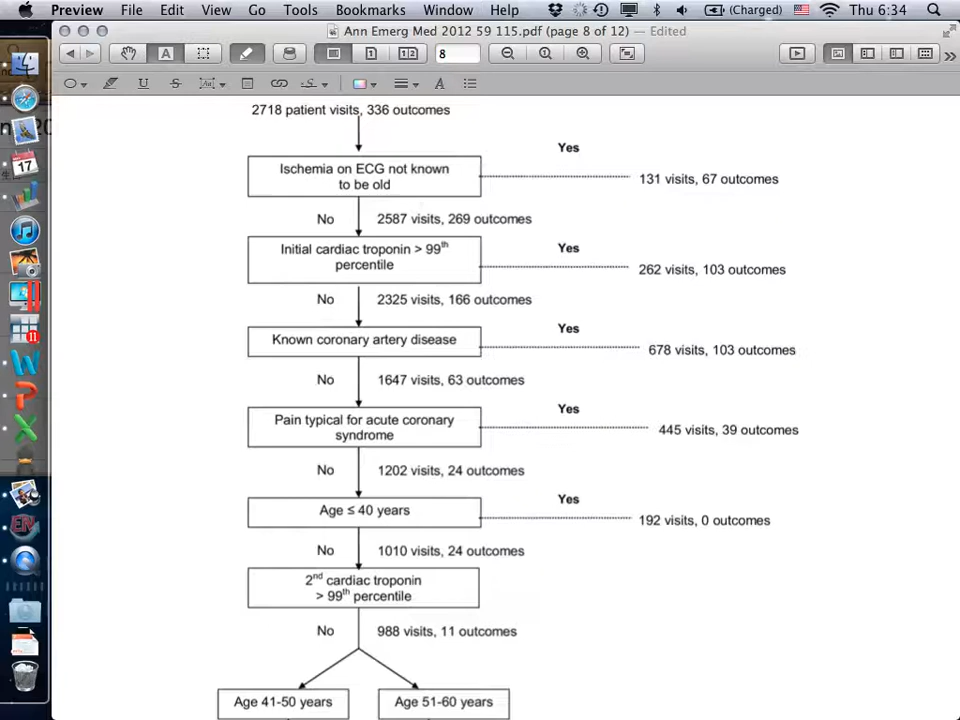 Preview File Edit View Go Tools Bookmarks Window Help (Charged) Thu 6:34
Ann Emerg Med 2012 59 115.pdf (page 8 of 12) — Edited
8
2718 patient visits, 336 outcomes
Yes
Ischemia on ECG not known
to be old
131 visits, 67 outcomes
No 2587 visits, 269 outcomes
Yes
Initial cardiac troponin > 99th
percentile
262 visits, 103 outcomes
No 2325 visits, 166 outcomes
Yes
Known coronary artery disease
678 visits, 103 outcomes
No 1647 visits, 63 outcomes
Yes
Pain typical for acute coronary
syndrome
445 visits, 39 outcomes
No 1202 visits, 24 outcomes
Yes
Age ≤ 40 years
192 visits, 0 outcomes
No 1010 visits, 24 outcomes
2nd cardiac troponin
> 99th percentile
No 988 visits, 11 outcomes
Age 41-50 years Age 51-60 years
17
11